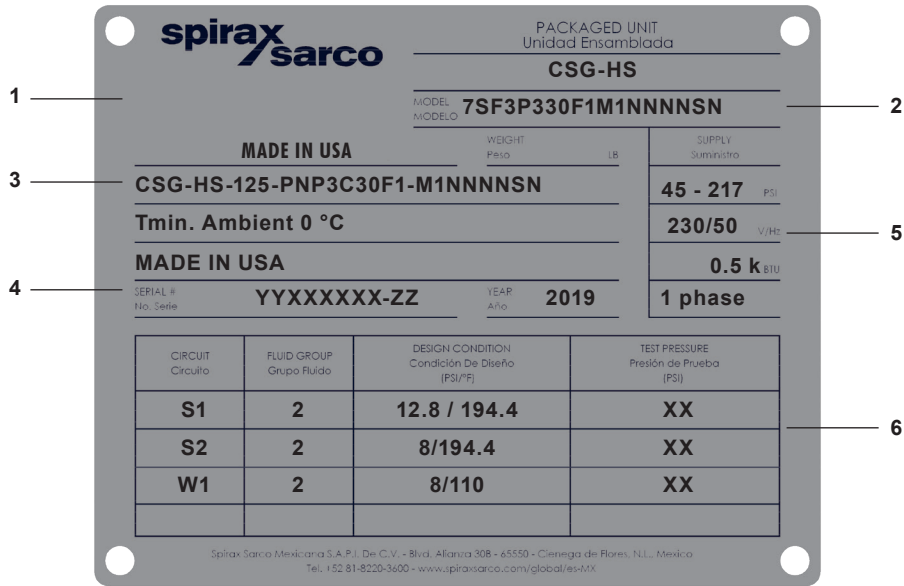 spirax
sarco
PACKAGED UNIT
Unidad Ensamblada
CSG-HS
1
MODEL
MODELO
7SF3P330F1M1NNNNSN
2
MADE IN USA
WEIGHT
Peso
LB
SUPPLY
Suministro
3
CSG-HS-125-PNP3C30F1-M1NNNNSN
45 - 217 PSI
Tmin. Ambient 0 °C
230/50 V/Hz
5
MADE IN USA
0.5 k BTU
4
SERIAL #
No. Serie
YYXXXXXX-ZZ
YEAR
Año
2019
1 phase
CIRCUIT
Circuito
FLUID GROUP
Grupo Fluido
DESIGN CONDITION
Condición De Diseño
(PSI/°F)
TEST PRESSURE
Presión de Prueba
(PSI)
S1 2 12.8 / 194.4 XX
6
S2 2 8/194.4 XX
W1 2 8/110 XX
Spirax Sarco Mexicana S.A.P.I. De C.V. - Blvd. Alianza 30B - 65550 - Cienega de Flores, N.L., Mexico
Tel. +52 81-8220-3600 - www.spiraxsarco.com/global/es-MX